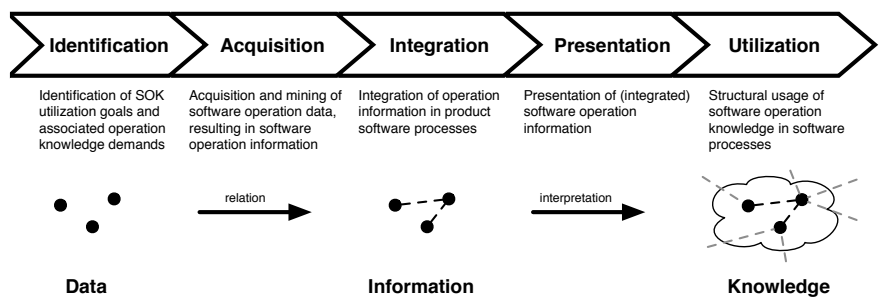 Identification Acquisition Integration Presentation Utilization
Identification of SOK
utilization goals and
associated operation
knowledge demands
Acquisition and mining of
software operation data,
resulting in software
operation information
Integration of operation
information in product
software processes
Presentation of (integrated)
software operation
information
Structural usage of
software operation
knowledge in software
processes
relation
interpretation
Data Information Knowledge